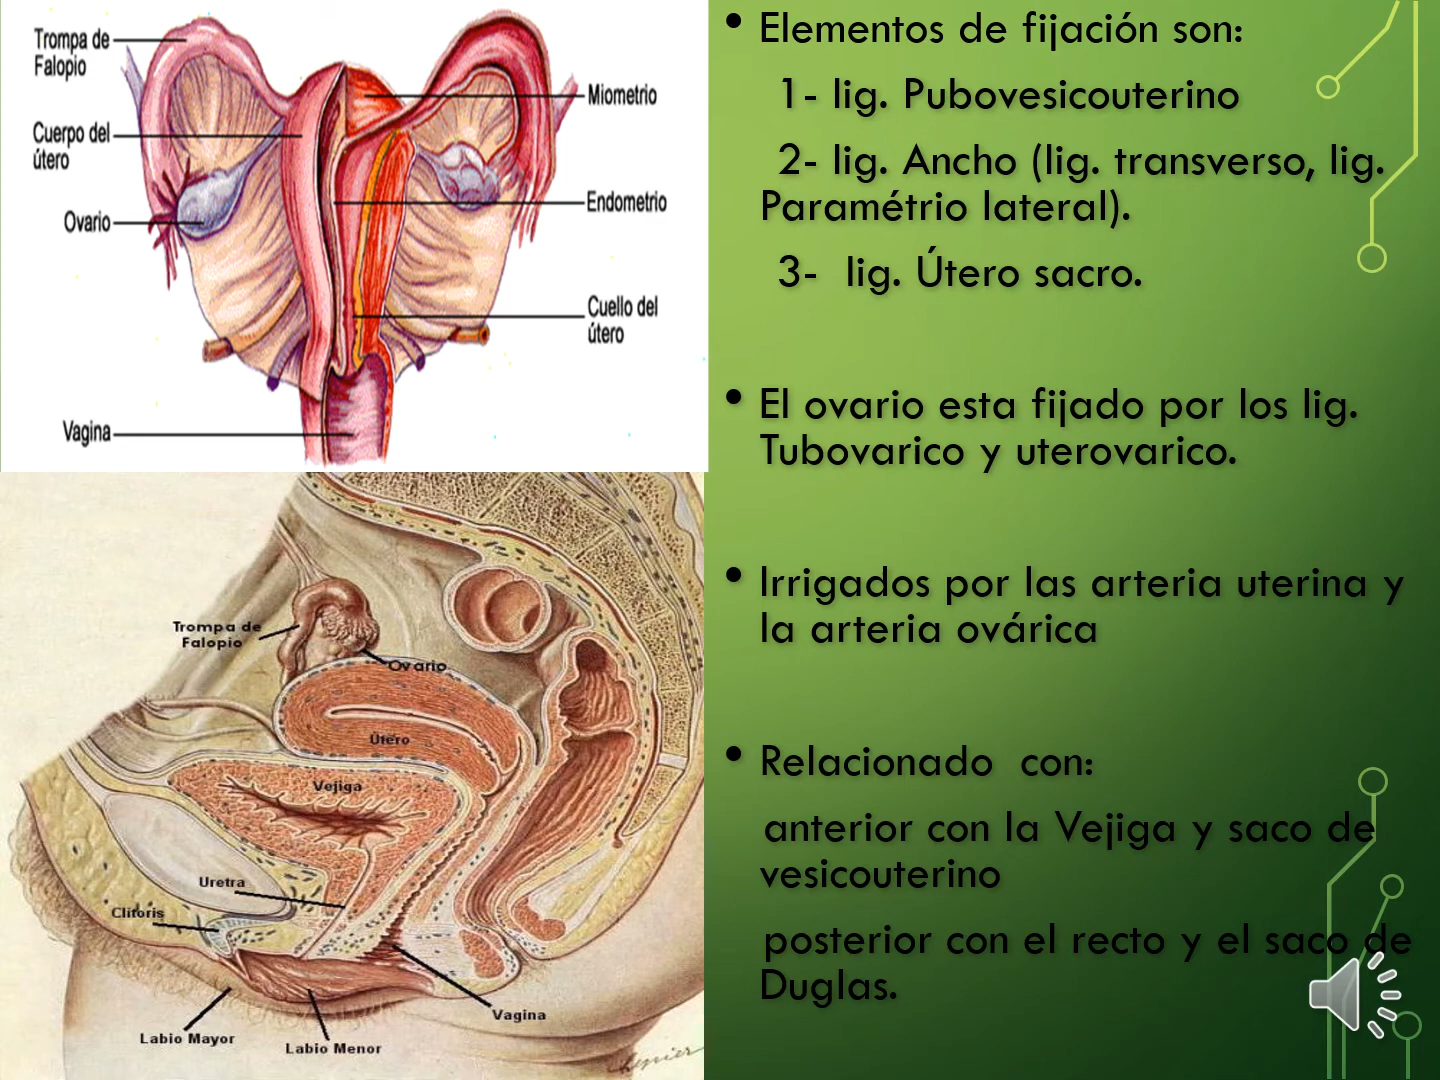 Trompa de
Falopio
Cuerpo del
útero
Ovario
Vagina
Miometrio
Endometrio
Cuello del
útero
Trompa de
Falopio
Ovario
Útero
Vejiga
Uretra
Clitoris
Vagina
Labio Mayor
Labio Menor
• Elementos de fijación son:
1- lig. Pubovesicouterino
2- lig. Ancho (lig. transverso, lig.
Paramétrio lateral).
3- lig. Útero sacro.
• El ovario esta fijado por los lig.
Tubovarico y uterovarico.
• Irrigados por las arteria uterina y
la arteria ovárica
• Relacionado con:
anterior con la Vejiga y saco de
vesicouterino
posterior con el recto y el saco de
Duglas.